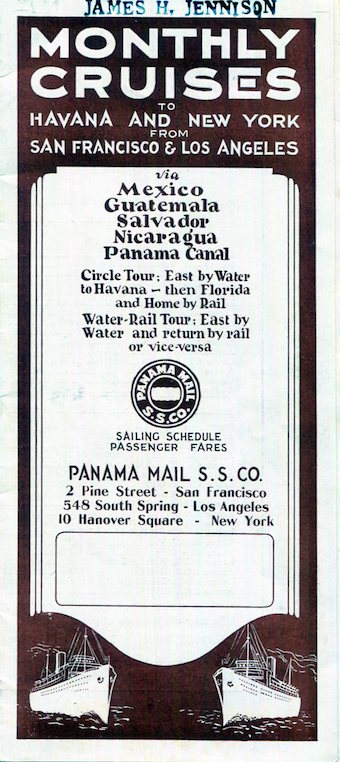 JAMES H. JENNISON
MONTHLY
CRUISES
TO
HAVANA AND NEW YORK
FROM
SAN FRANCISCO & LOS ANGELES
via
Mexico
Guatemala
Salvador
Nicaragua
Panama Canal
Circle Tour; East by Water
to Havana – then Florida
and Home by Rail
Water-Rail Tour; East by
Water and return by rail
or vice-versa
PANAMA MAIL
S.S.CO.
SAILING SCHEDULE
PASSENGER FARES
PANAMA MAIL S.S.CO.
2 Pine Street - San Francisco
548 South Spring - Los Angeles
10 Hanover Square - New York